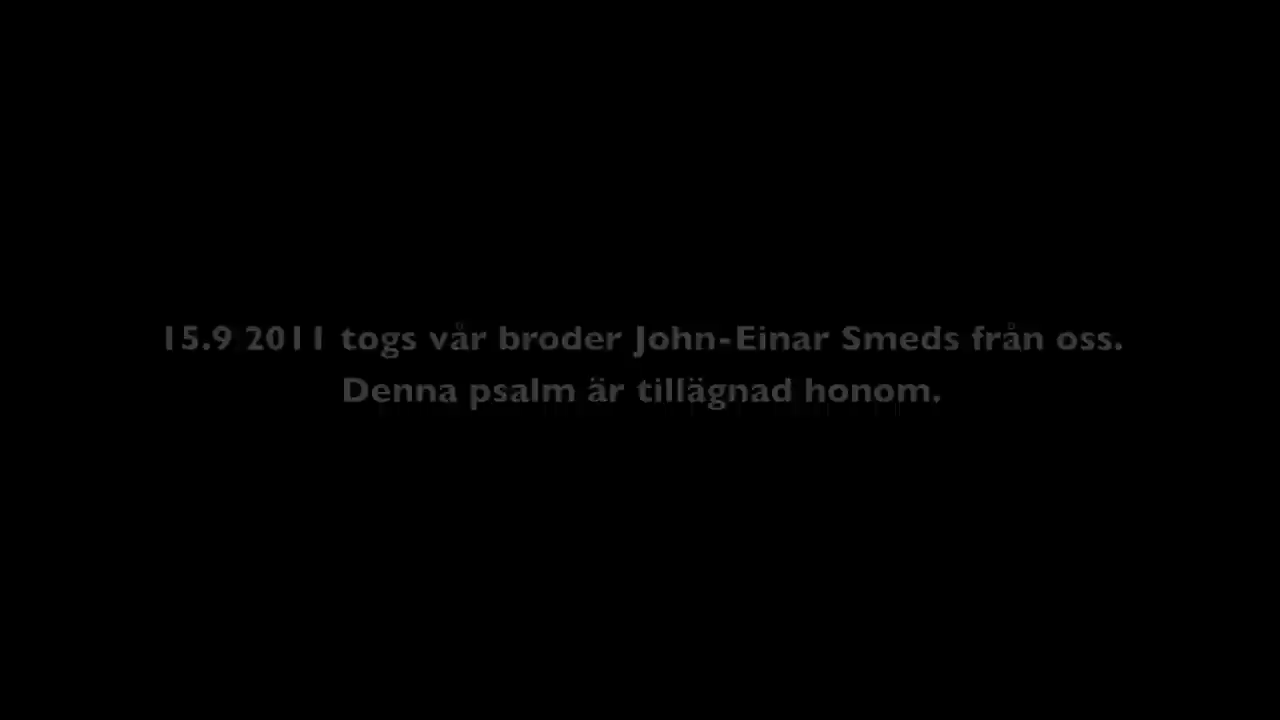 15.9 2011 togs vår broder John-Einar Smeds från oss.
Denna psalm är tillägnad honom.